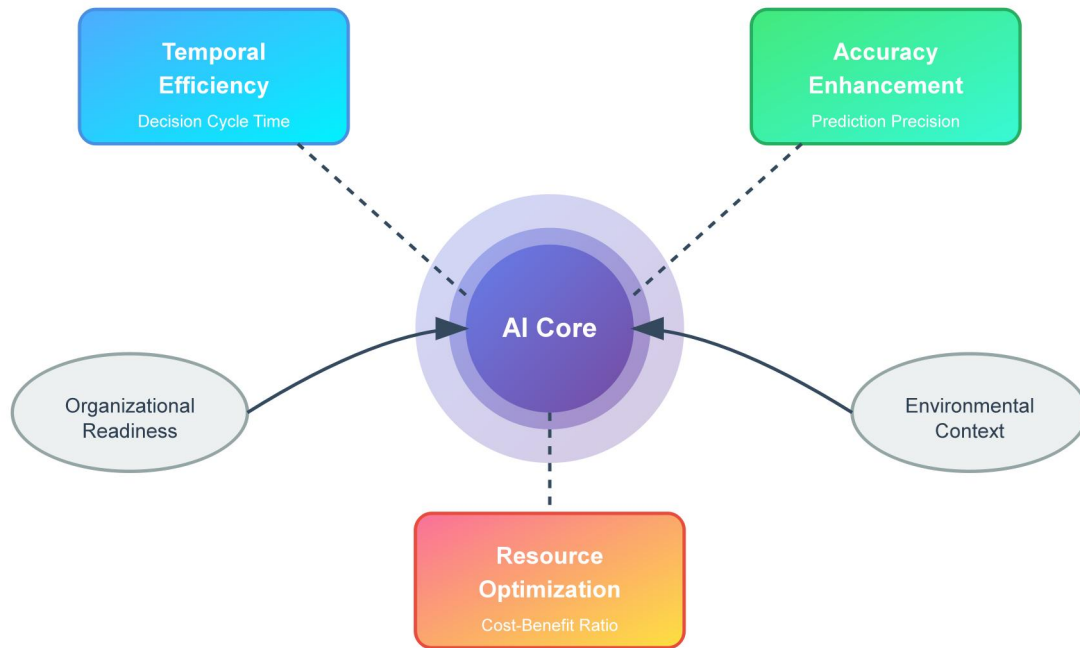 Temporal
Efficiency
Decision Cycle Time
Accuracy
Enhancement
Prediction Precision
AI Core
Organizational
Readiness
Environmental
Context
Resource
Optimization
Cost-Benefit Ratio